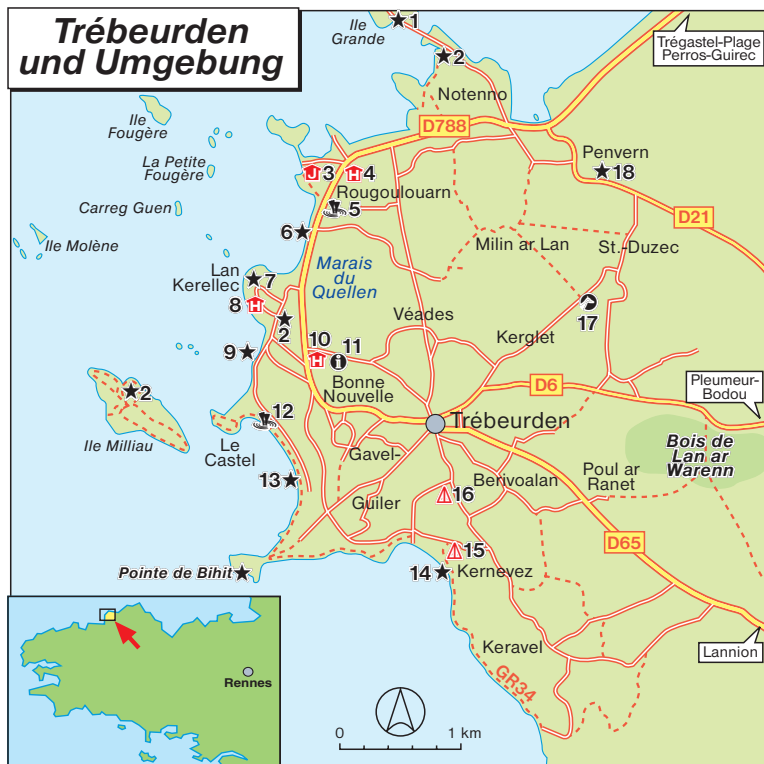 Trébeurden
und Umgebung
Ile
Grande
1
2
Notenno
Trégastel-Plage
Perros-Guirec
D788
Ile
Fougère
La Petite
Fougère
J 3
H 4
Penvern
18
Rougoulouarn
5
Carreg Guen
D21
6
Ile Molène
Milin ar Lan
St.-Duzec
Marais
du
Quellen
Lan
Kerellec
7
8 H
2
17
Véades
Kerglet
9
10
H
11
i
D6
Pleumeur-
Bodou
2
Bonne
Nouvelle
12
Trébeurden
Ile Milliau
Le
Castel
Bois de
Lan ar
Warenn
Gavel-
Guiler
13
Berivoalan
Poul ar
Ranet
16
D65
15
Pointe de Bihit
14
Kernevez
Keravel
Lannion
GR34
Rennes
0
1 km